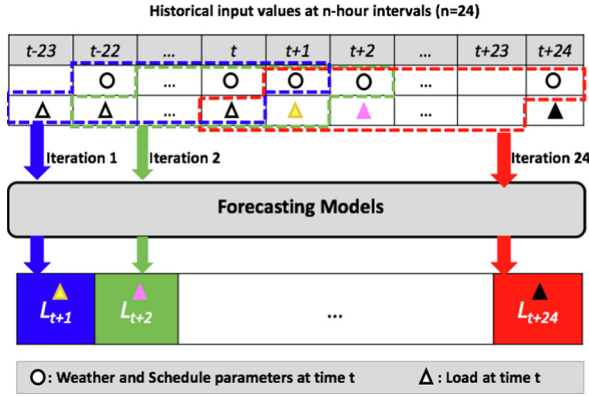 Historical input values at n-hour intervals (n=24)
t-23 t-22 ... t t+1 t+2 ... t+23 t+24
... ...
... ...
Iteration 1 Iteration 2 Iteration 24
Forecasting Models
Lt+1 Lt+2 ... Lt+24
: Weather and Schedule parameters at time t : Load at time t